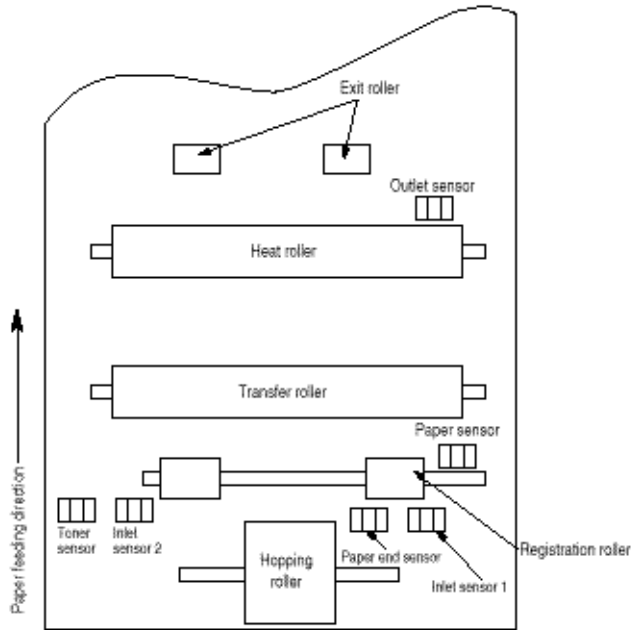 Exit roller
Outlet sensor
Heat roller
Transfer roller
Paper sensor
Toner
sensor
Inlet
sensor 2
Hopping
roller
Paper end sensor
Inlet sensor 1
Registration roller
Paper feeding direction